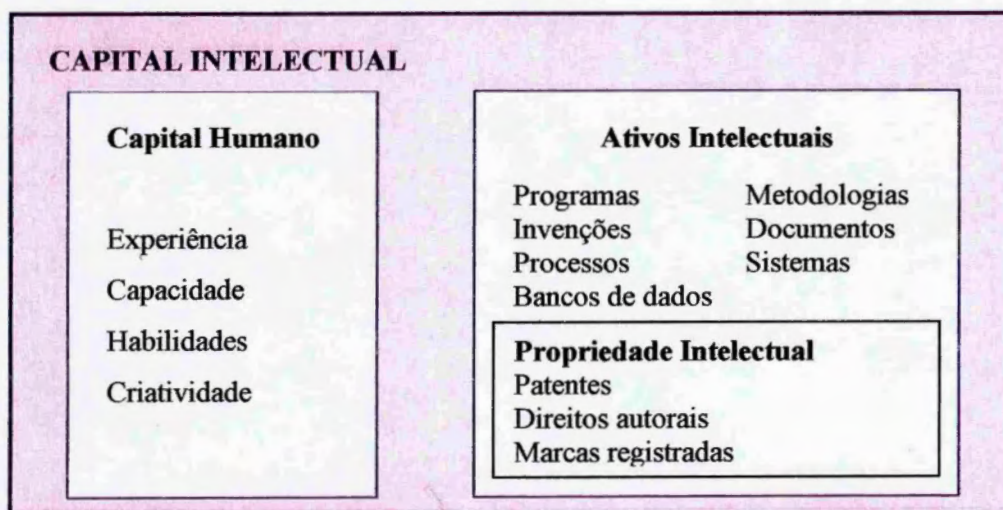 CAPITAL INTELECTUAL
Capital Humano
Experiência
Capacidade
Habilidades
Criatividade
Ativos Intelectuais
Programas Metodologias
Invenções Documentos
Processos Sistemas
Bancos de dados
Propriedade Intelectual
Patentes
Direitos autorais
Marcas registradas